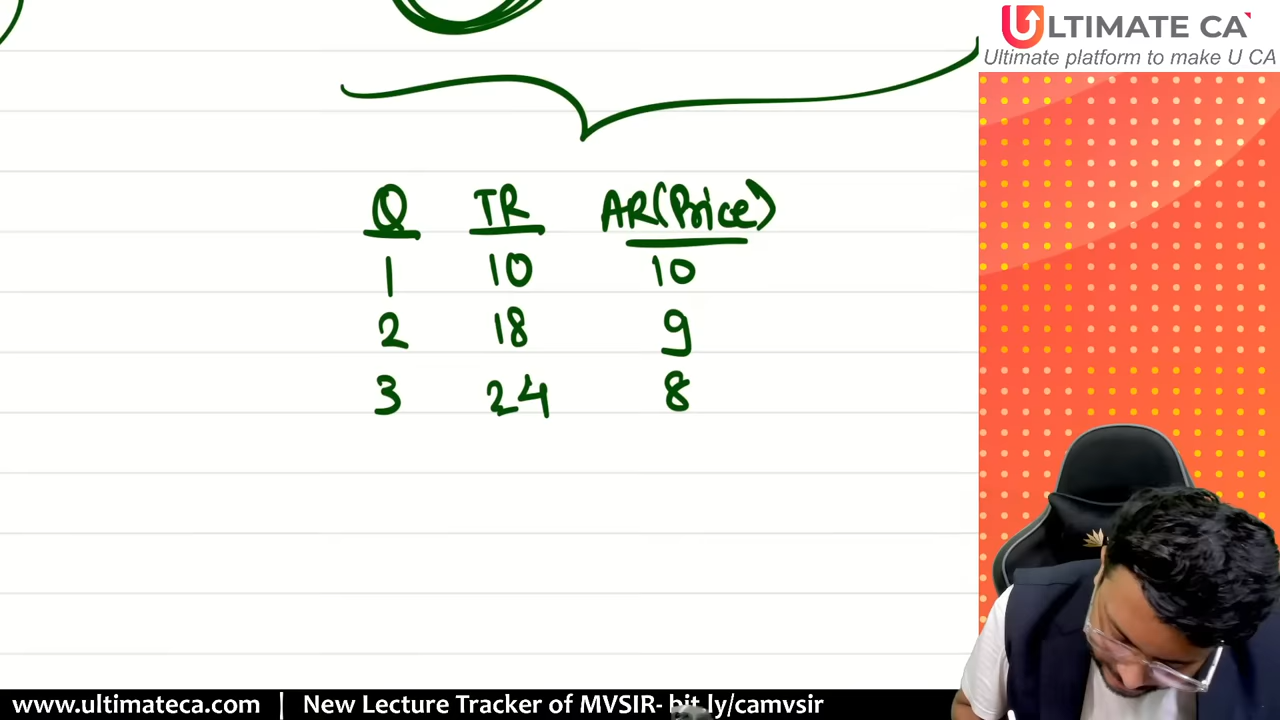 ULTIMATE CA
Ultimate platform to make U CA
Q TR AR(Price)
1 10 10
2 18 9
3 24 8
www.ultimateca.com | New Lecture Tracker of MVSIR- bit.ly/camvsir